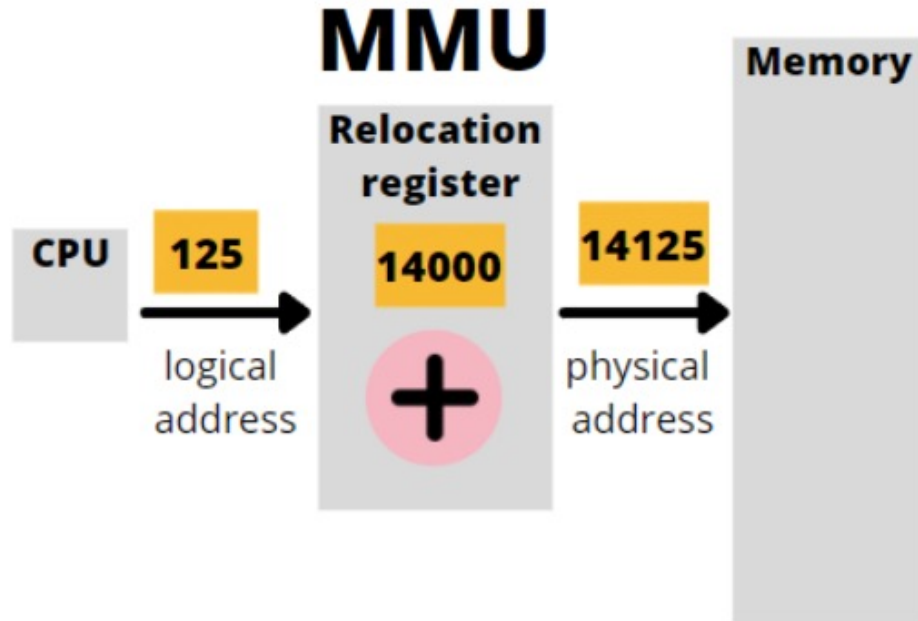 MMU
Memory
Relocation
register
CPU
125
14000
14125
+
logical
address
physical
address